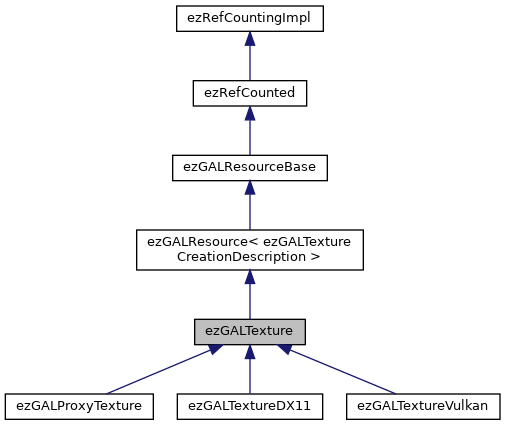 ezRefCountingImpl
ezRefCounted
ezGALResourceBase
ezGALResource< ezGALTexture
CreationDescription >
ezGALTexture
ezGALProxyTexture
ezGALTextureDX11
ezGALTextureVulkan